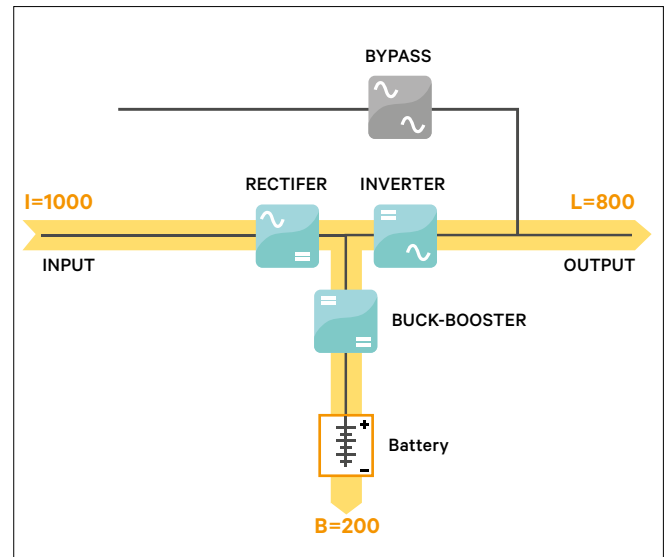 BYPASS
RECTIFER
INVERTER
I=1000
L=800
INPUT
OUTPUT
BUCK-BOOSTER
+
Battery
−
B=200